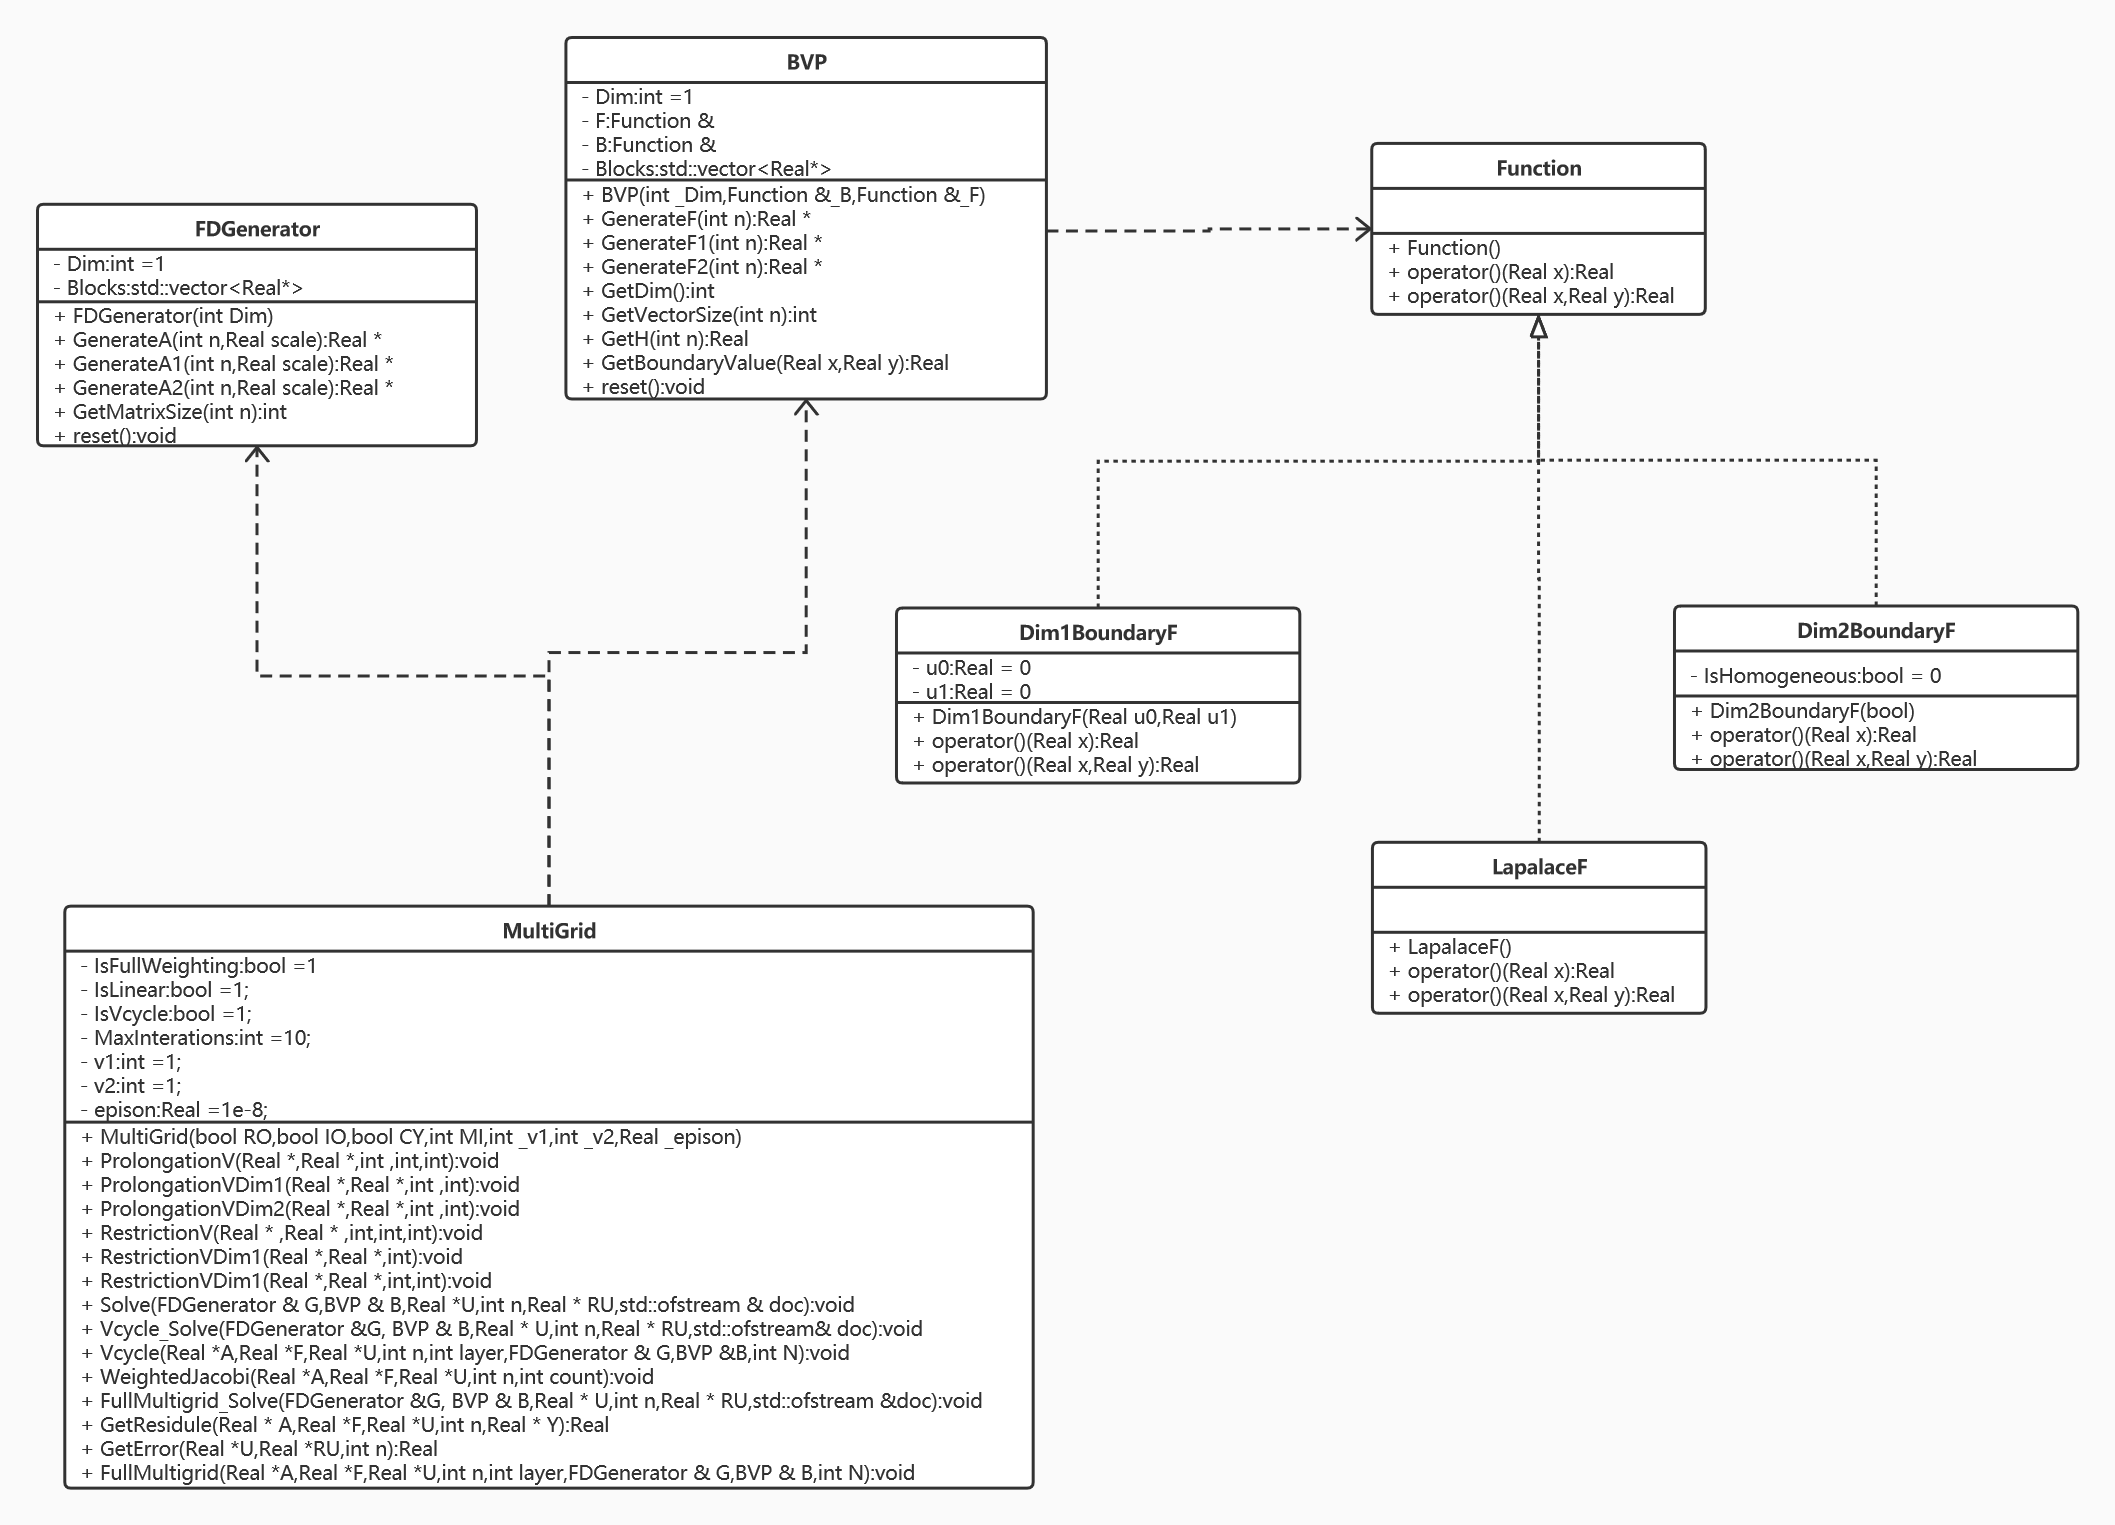 BVP
- Dim:int =1
- F:Function &
- B:Function &
- Blocks:std::vector<Real*>
+ BVP(int _Dim,Function &_B,Function &_F)
+ GenerateF(int n):Real *
+ GenerateF1(int n):Real *
+ GenerateF2(int n):Real *
+ GetDim():int
+ GetVectorSize(int n):int
+ GetH(int n):Real
+ GetBoundaryValue(Real x,Real y):Real
+ reset():void
Function
+ Function()
+ operator()(Real x):Real
+ operator()(Real x,Real y):Real
FDGenerator
- Dim:int =1
- Blocks:std::vector<Real*>
+ FDGenerator(int Dim)
+ GenerateA(int n,Real scale):Real *
+ GenerateA1(int n,Real scale):Real *
+ GenerateA2(int n,Real scale):Real *
+ GetMatrixSize(int n):int
+ reset():void
Dim1BoundaryF
- u0:Real = 0
- u1:Real = 0
+ Dim1BoundaryF(Real u0,Real u1)
+ operator()(Real x):Real
+ operator()(Real x,Real y):Real
Dim2BoundaryF
- IsHomogeneous:bool = 0
+ Dim2BoundaryF(bool)
+ operator()(Real x):Real
+ operator()(Real x,Real y):Real
LapalaceF
+ LapalaceF()
+ operator()(Real x):Real
+ operator()(Real x,Real y):Real
MultiGrid
- IsFullWeighting:bool =1
- IsLinear:bool =1;
- IsVcycle:bool =1;
- MaxInterations:int =10;
- v1:int =1;
- v2:int =1;
- epison:Real =1e-8;
+ MultiGrid(bool RO,bool IO,bool CY,int MI,int _v1,int _v2,Real _epison)
+ ProlongationV(Real *,Real *,int ,int,int):void
+ ProlongationVDim1(Real *,Real *,int ,int):void
+ ProlongationVDim2(Real *,Real *,int ,int):void
+ RestrictionV(Real * ,Real * ,int,int,int):void
+ RestrictionVDim1(Real *,Real *,int):void
+ RestrictionVDim1(Real *,Real *,int,int):void
+ Solve(FDGenerator & G,BVP & B,Real *U,int n,Real * RU,std::ofstream & doc):void
+ Vcycle_Solve(FDGenerator &G, BVP & B,Real * U,int n,Real * RU,std::ofstream& doc):void
+ Vcycle(Real *A,Real *F,Real *U,int n,int layer,FDGenerator & G,BVP &B,int N):void
+ WeightedJacobi(Real *A,Real *F,Real *U,int n,int count):void
+ FullMultigrid_Solve(FDGenerator &G, BVP & B,Real * U,int n,Real * RU,std::ofstream &doc):void
+ GetResidule(Real * A,Real *F,Real *U,int n,Real * Y):Real
+ GetError(Real *U,Real *RU,int n):Real
+ FullMultigrid(Real *A,Real *F,Real *U,int n,int layer,FDGenerator & G,BVP & B,int N):void